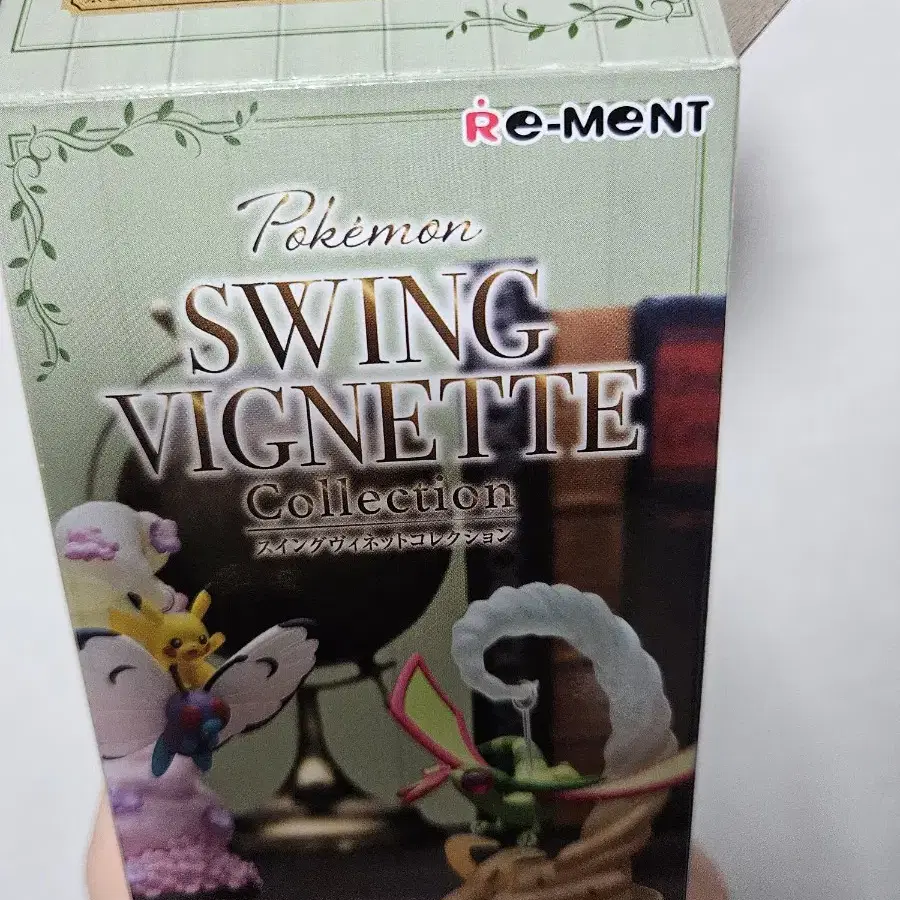 Re-MeNT
Pokémon
SWING
VIGNETTE
Collection
スイングヴィネットコレクション